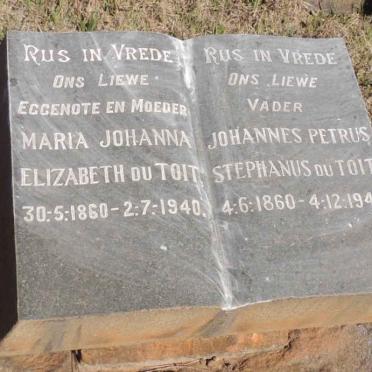 RUS IN VREDE
ONS LIEWE
EGGENOTE EN MOEDER
MARIA JOHANNA
ELIZABETH DU TOIT
30·5·1860 - 2·7·1940.
RUS IN VREDE
ONS LIEWE
VADER
JOHANNES PETRUS
STEPHANUS DU TOIT
4·6·1860 - 4·12·194